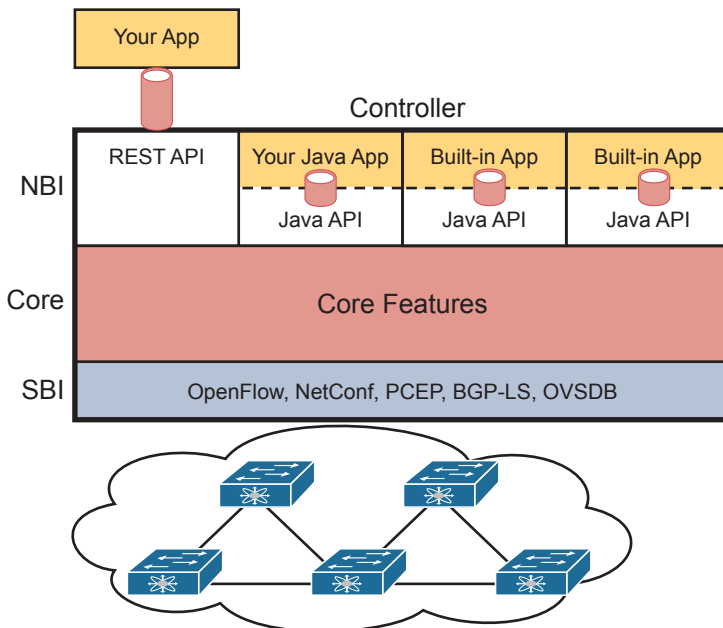 Your App
Controller
NBI
REST API
Your Java App
Built-in App
Built-in App
Java API
Java API
Java API
Core
Core Features
SBI
OpenFlow, NetConf, PCEP, BGP-LS, OVSDB